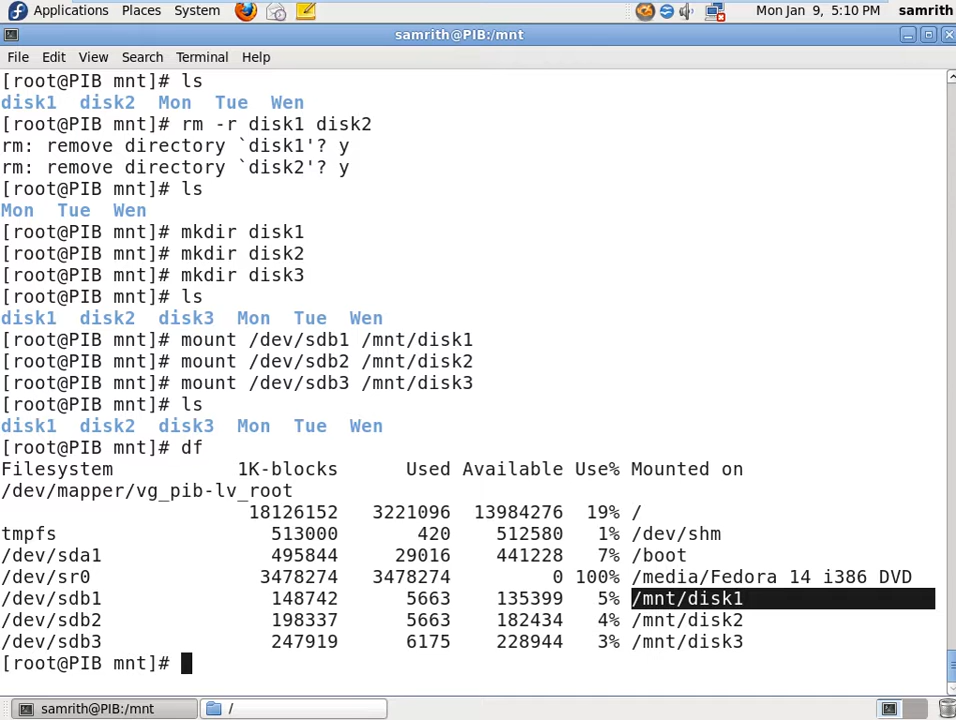 Applications Places System Mon Jan 9, 5:10 PM samrith
samrith@PIB:/mnt
File Edit View Search Terminal Help
[root@PIB mnt]# ls
disk1 disk2 Mon Tue Wen
[root@PIB mnt]# rm -r disk1 disk2
rm: remove directory `disk1'? y
rm: remove directory `disk2'? y
[root@PIB mnt]# ls
Mon Tue Wen
[root@PIB mnt]# mkdir disk1
[root@PIB mnt]# mkdir disk2
[root@PIB mnt]# mkdir disk3
[root@PIB mnt]# ls
disk1 disk2 disk3 Mon Tue Wen
[root@PIB mnt]# mount /dev/sdb1 /mnt/disk1
[root@PIB mnt]# mount /dev/sdb2 /mnt/disk2
[root@PIB mnt]# mount /dev/sdb3 /mnt/disk3
[root@PIB mnt]# ls
disk1 disk2 disk3 Mon Tue Wen
[root@PIB mnt]# df
Filesystem 1K-blocks Used Available Use% Mounted on
/dev/mapper/vg_pib-lv_root
18126152 3221096 13984276 19% /
tmpfs 513000 420 512580 1% /dev/shm
/dev/sda1 495844 29016 441228 7% /boot
/dev/sr0 3478274 3478274 0 100% /media/Fedora 14 i386 DVD
/dev/sdb1 148742 5663 135399 5% /mnt/disk1
/dev/sdb2 198337 5663 182434 4% /mnt/disk2
/dev/sdb3 247919 6175 228944 3% /mnt/disk3
[root@PIB mnt]#
samrith@PIB:/mnt /